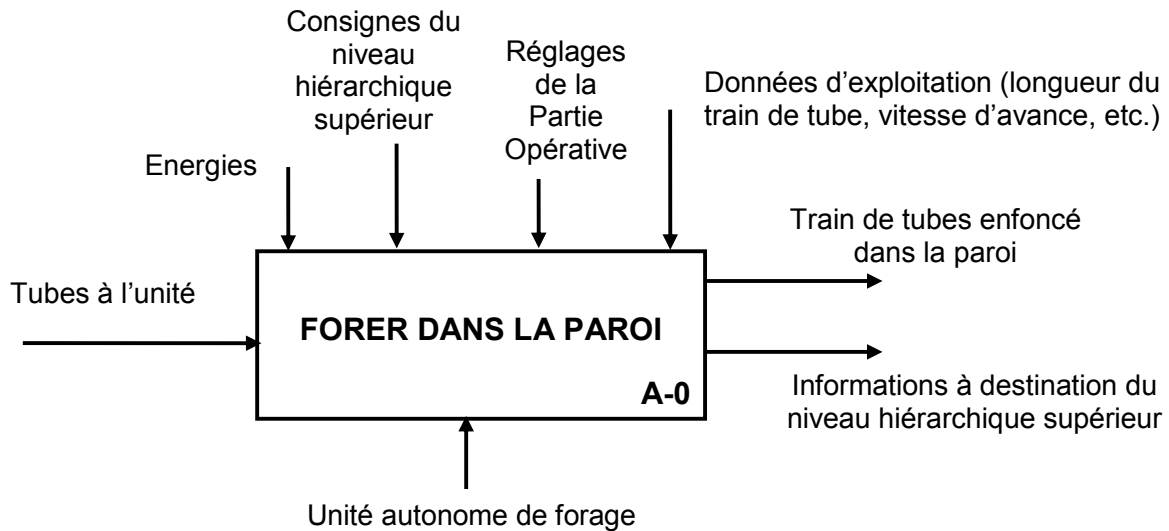 Consignes du
niveau
hiérarchique
supérieur
Réglages
de la
Partie
Opérative
Données d’exploitation (longueur du
train de tube, vitesse d’avance, etc.)
Energies
Train de tubes enfoncé
dans la paroi
Tubes à l’unité
FORER DANS LA PAROI
A-0
Informations à destination du
niveau hiérarchique supérieur
Unité autonome de forage